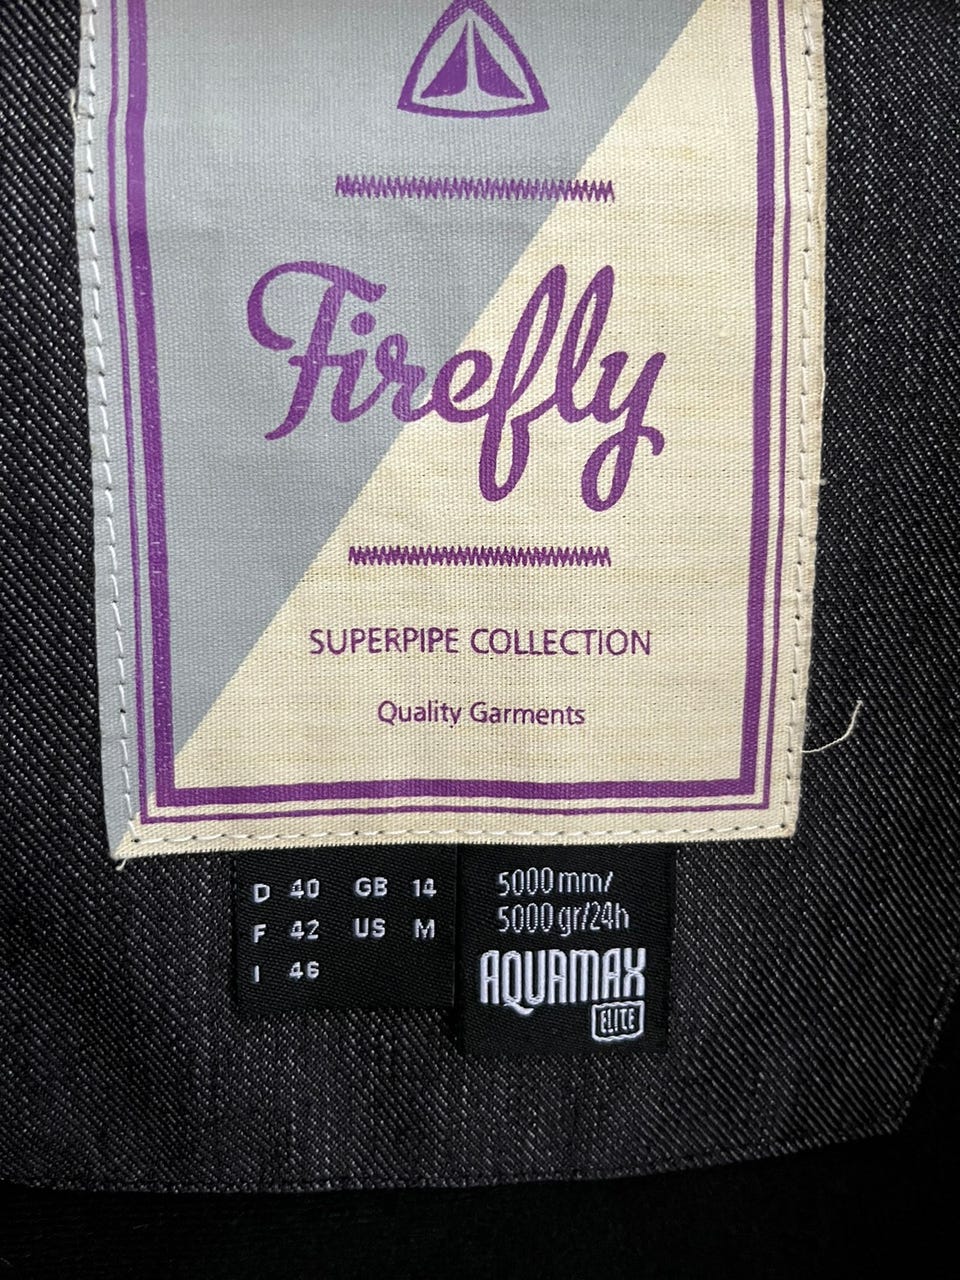 Firefly
SUPERPIPE COLLECTION
Quality Garments
D 40 GB 14
F 42 US M
I 46
5000 mm/
5000 gr/24h
AQUAMAX
ELITE